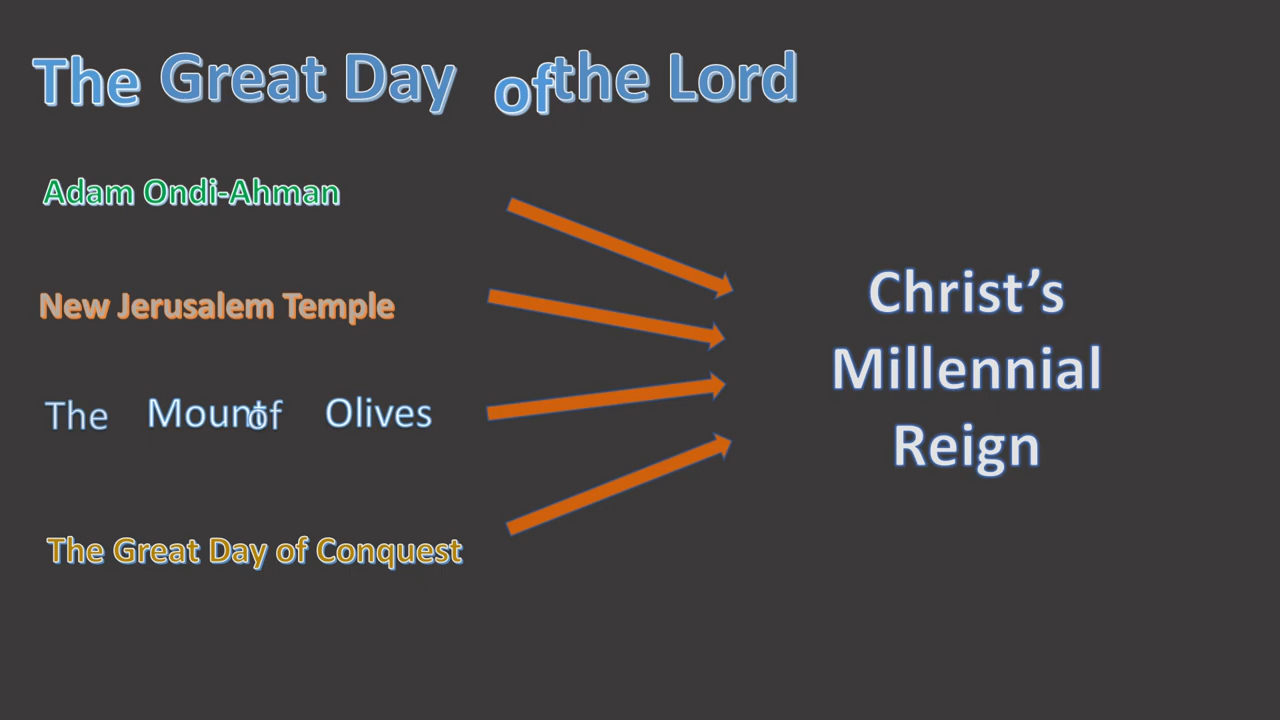 The Great Day of the Lord
Adam Ondi-Ahman
New Jerusalem Temple
The Mount of Olives
The Great Day of Conquest
Christ’s
Millennial
Reign